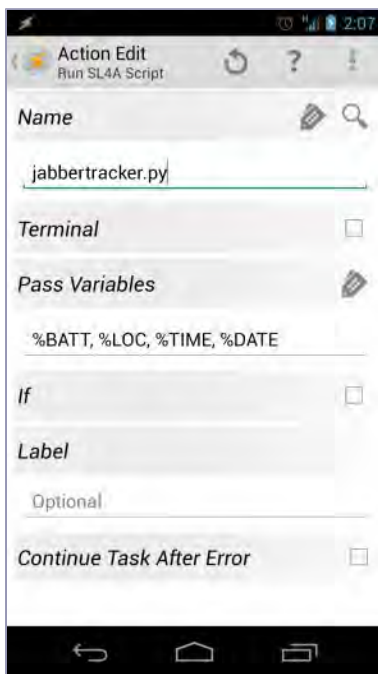 2:07
Action Edit
Run SL4A Script
?
Name
jabbertracker.py
Terminal
Pass Variables
%BATT, %LOC, %TIME, %DATE
If
Label
Optional
Continue Task After Error